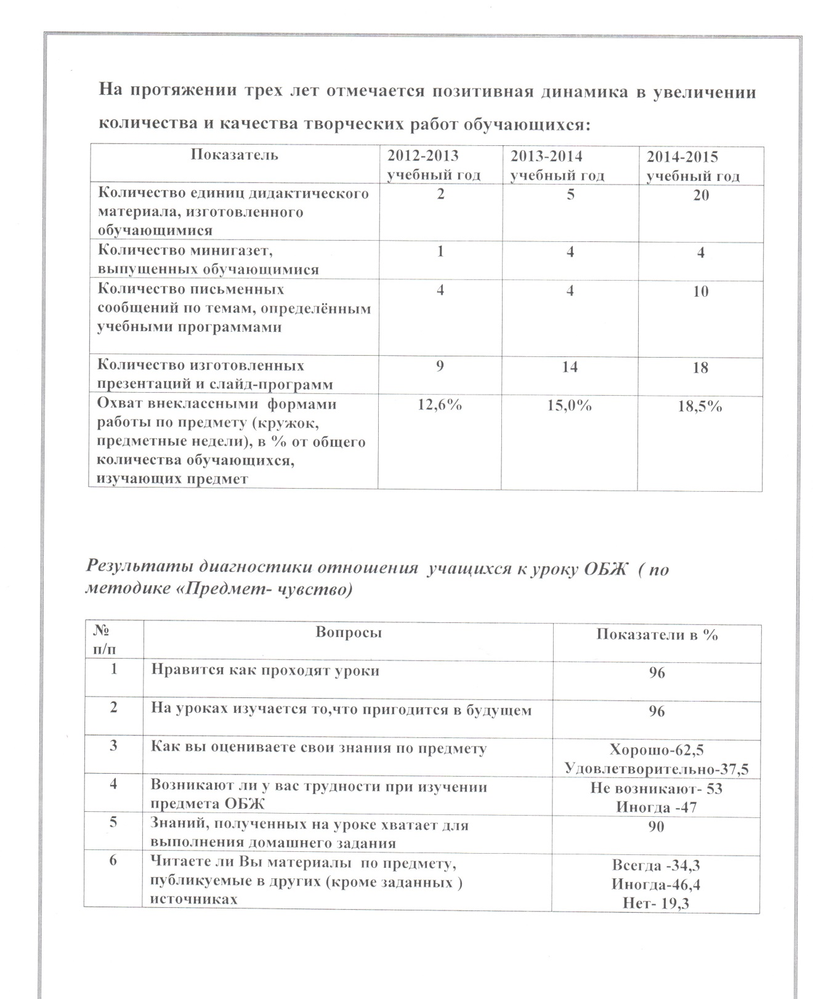 На протяжении трех лет отмечается позитивная динамика в увеличении
количества и качества творческих работ обучающихся:
Показатель
2012-2013
учебный год
2013-2014
учебный год
2014-2015
учебный год
Количество единиц дидактического
материала, изготовленного
обучающимися
2
5
20
Количество минигазет,
выпущенных обучающимися
1
4
4
Количество письменных
сообщений по темам, определённым
учебными программами
4
4
10
Количество изготовленных
презентаций и слайд-программ
9
14
18
Охват внеклассными формами
работы по предмету (кружок,
предметные недели), в % от общего
количества обучающихся,
изучающих предмет
12,6%
15,0%
18,5%
Результаты диагностики отношения учащихся к уроку ОБЖ ( по
методике «Предмет- чувство)
№
п/п
Вопросы
Показатели в %
1
Нравится как проходят уроки
96
2
На уроках изучается то,что пригодится в будущем
96
3
Как вы оцениваете свои знания по предмету
Хорошо-62,5
Удовлетворительно-37,5
4
Возникают ли у вас трудности при изучении
предмета ОБЖ
Не возникают- 53
Иногда -47
5
Знаний, полученных на уроке хватает для
выполнения домашнего задания
90
6
Читаете ли Вы материалы по предмету,
публикуемые в других (кроме заданных )
источниках
Всегда -34,3
Иногда-46,4
Нет- 19,3